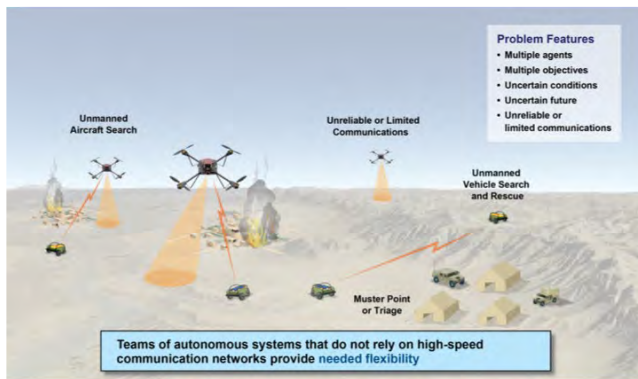 Problem Features
• Multiple agents
• Multiple objectives
• Uncertain conditions
• Uncertain future
• Unreliable or
limited communications
Unmanned
Aircraft Search
Unreliable or Limited
Communications
Unmanned
Vehicle Search
and Rescue
Muster Point
or Triage
Teams of autonomous systems that do not rely on high-speed
communication networks provide needed flexibility